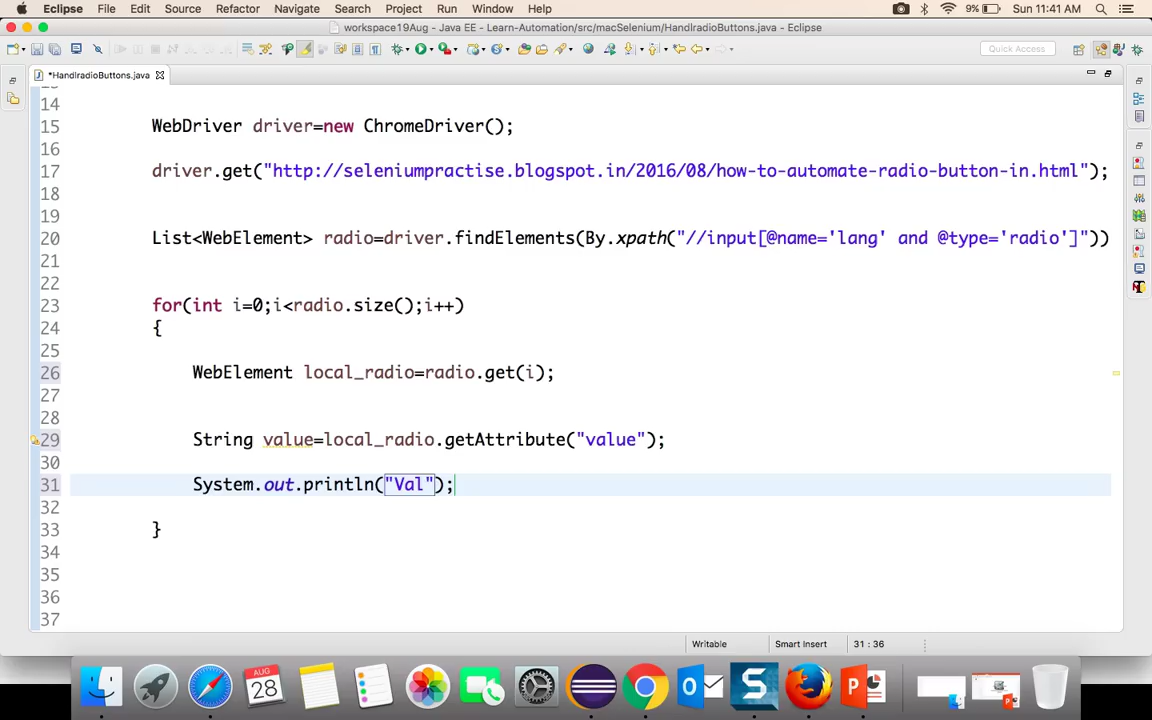 Eclipse File Edit Source Refactor Navigate Search Project Run Window Help 9% Sun 11:41 AM
workspace19Aug - Java EE - Learn-Automation/src/macSelenium/HandlradioButtons.java - Eclipse
Quick Access
*HandlradioButtons.java
14
15 WebDriver driver=new ChromeDriver();
16
17 driver.get("http://seleniumpractise.blogspot.in/2016/08/how-to-automate-radio-button-in.html");
18
19
20 List<WebElement> radio=driver.findElements(By.xpath("//input[@name='lang' and @type='radio']"))
21
22
23 for(int i=0;i<radio.size();i++)
24 {
25
26 WebElement local_radio=radio.get(i);
27
28
29 String value=local_radio.getAttribute("value");
30
31 System.out.println("Val");
32
33 }
34
35
36
37
Writable Smart Insert 31 : 36
AUG
28